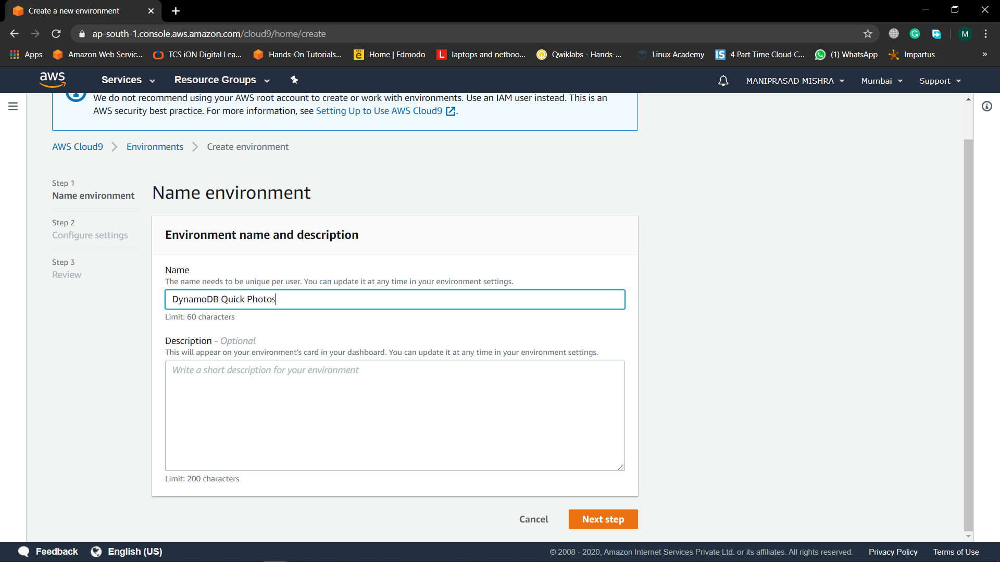 Create a new environment
ap-south-1.console.aws.amazon.com/cloud9/home/create
M
Apps
Amazon Web Servic...
TCS iON Digital Lea...
Hands-On Tutorials...
Home | Edmodo
laptops and netboo...
Qwiklabs - Hands-...
Linux Academy
4 Part Time Cloud C...
(1) WhatsApp
Impartus
»
aws
Services
Resource Groups
MANIPRASAD MISHRA
Mumbai
Support
We do not recommend using your AWS root account to create or work with environments. Use an IAM user instead. This is an
AWS security best practice. For more information, see Setting Up to Use AWS Cloud9.
AWS Cloud9 > Environments > Create environment
Step 1
Name environment
Step 2
Configure settings
Step 3
Review
Name environment
Environment name and description
Name
The name needs to be unique per user. You can update it at any time in your environment settings.
DynamoDB Quick Photos
Limit: 60 characters
Description - Optional
This will appear on your environment's card in your dashboard. You can update it at any time in your environment settings.
Write a short description for your environment
Limit: 200 characters
Cancel
Next step
Feedback
English (US)
© 2008 - 2020, Amazon Internet Services Private Ltd. or its affiliates. All rights reserved.
Privacy Policy
Terms of Use